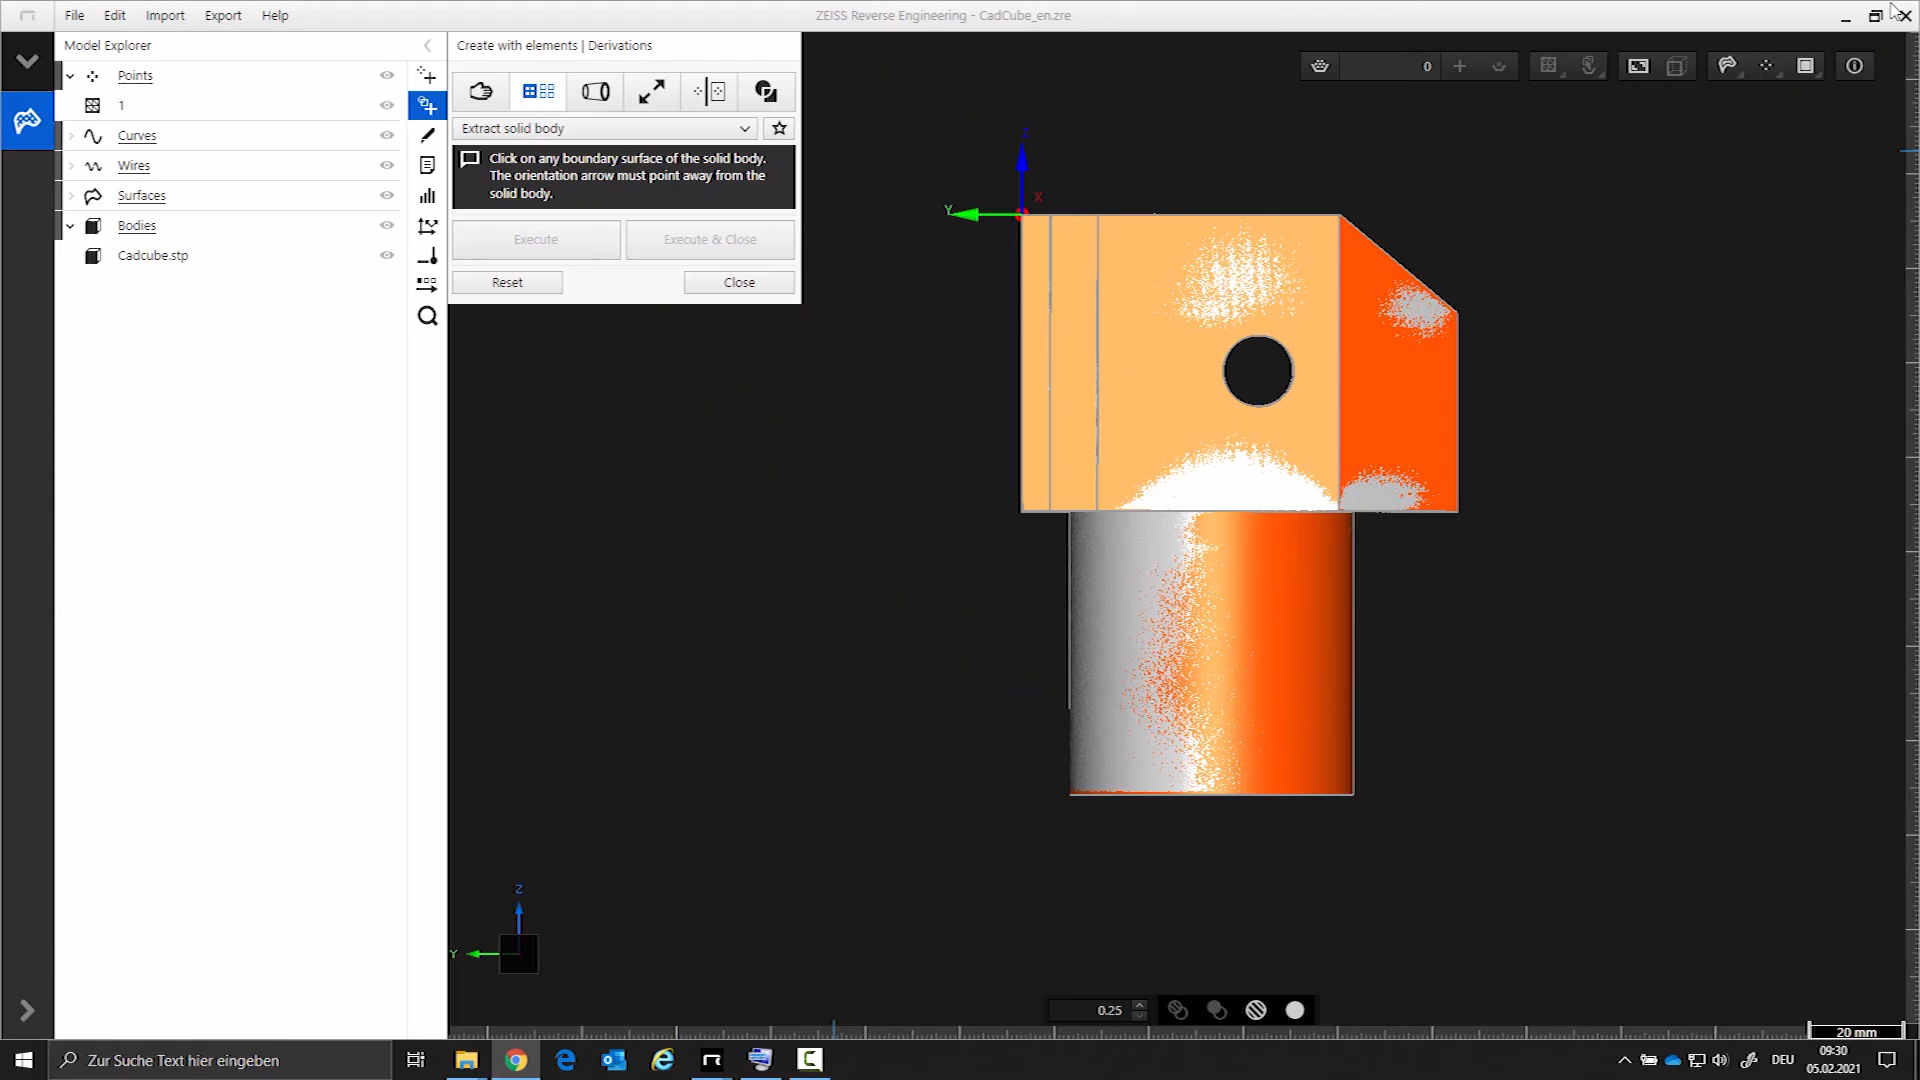 File Edit Import Export Help
ZEISS Reverse Engineering - CadCube_en.zre
Model Explorer
Points
1
Curves
Wires
Surfaces
Bodies
Cadcube.stp
Create with elements | Derivations
Extract solid body
Click on any boundary surface of the solid body.
The orientation arrow must point away from the
solid body.
Execute
Execute & Close
Reset
Close
0
Z
X
Y
Z
Y
0.25
20 mm
Zur Suche Text hier eingeben
DEU
09:30
05.02.2021